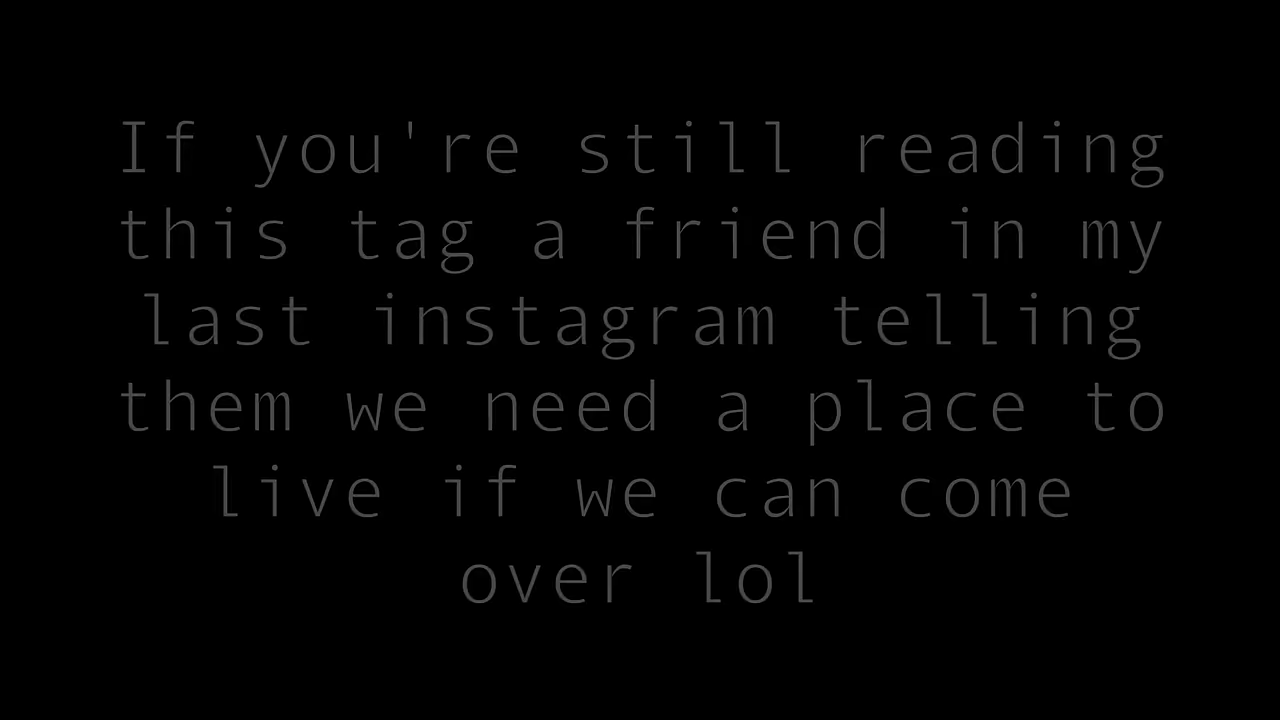 If you're still reading
this tag a friend in my
last instagram telling
them we need a place to
live if we can come
over lol